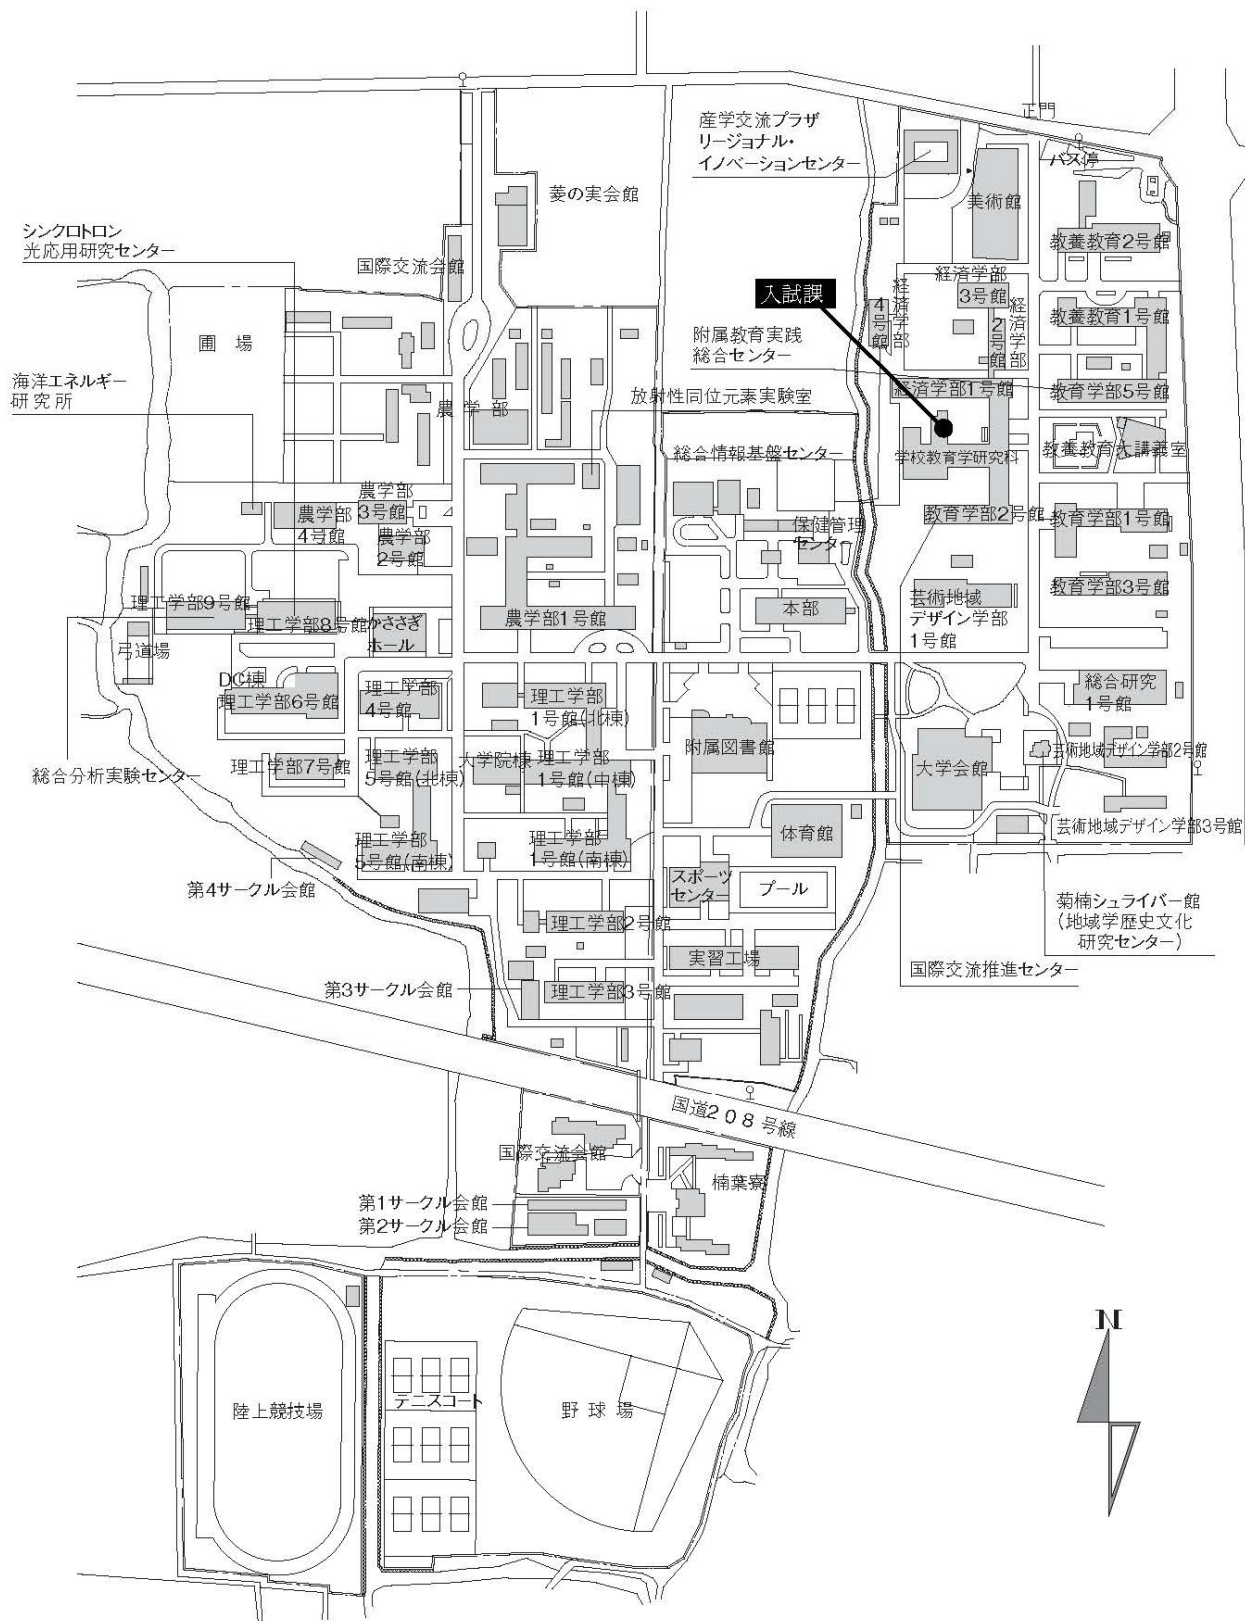 正門
バス停
産学交流プラザ
リージョナル・
イノベーションセンター
美術館
菱の実会館
シンクロトロン
光応用研究センター
国際交流会館
教養教育2号館
経済学部
3号館
経済学部
4号館
経済学部
2号館
入試課
教養教育1号館
附属教育実践
総合センター
圃 場
海洋エネルギー
研究所
農学部
放射性同位元素実験室
経済学部1号館
教育学部5号館
総合情報基盤センター
学校教育学研究科
教養教育大講義室
農学部
3号館
農学部
4号館
農学部
2号館
保健管理
センター
教育学部2号館
教育学部1号館
教育学部3号館
理工学部9号館
理工学部8号館
かささぎ
ホール
農学部1号館
本部
芸術地域
デザイン学部
1号館
弓道場
DC棟
理工学部6号館
理工学部
4号館
理工学部
1号館(北棟)
総合研究
1号館
附属図書館
大学会館
芸術地域デザイン学部2号館
総合分析実験センター
理工学部7号館
理工学部
5号館(北棟)
大学院棟
理工学部
1号館(中棟)
体育館
芸術地域デザイン学部3号館
理工学部
5号館(南棟)
理工学部
1号館(南棟)
第4サークル会館
スポーツ
センター
プール
菊楠シュライバー館
(地域学歴史文化
研究センター)
理工学部2号館
実習工場
国際交流推進センター
第3サークル会館
理工学部3号館
国道208号線
国際交流会館
楠葉寮
第1サークル会館
第2サークル会館
N
陸上競技場
テニスコート
野球場